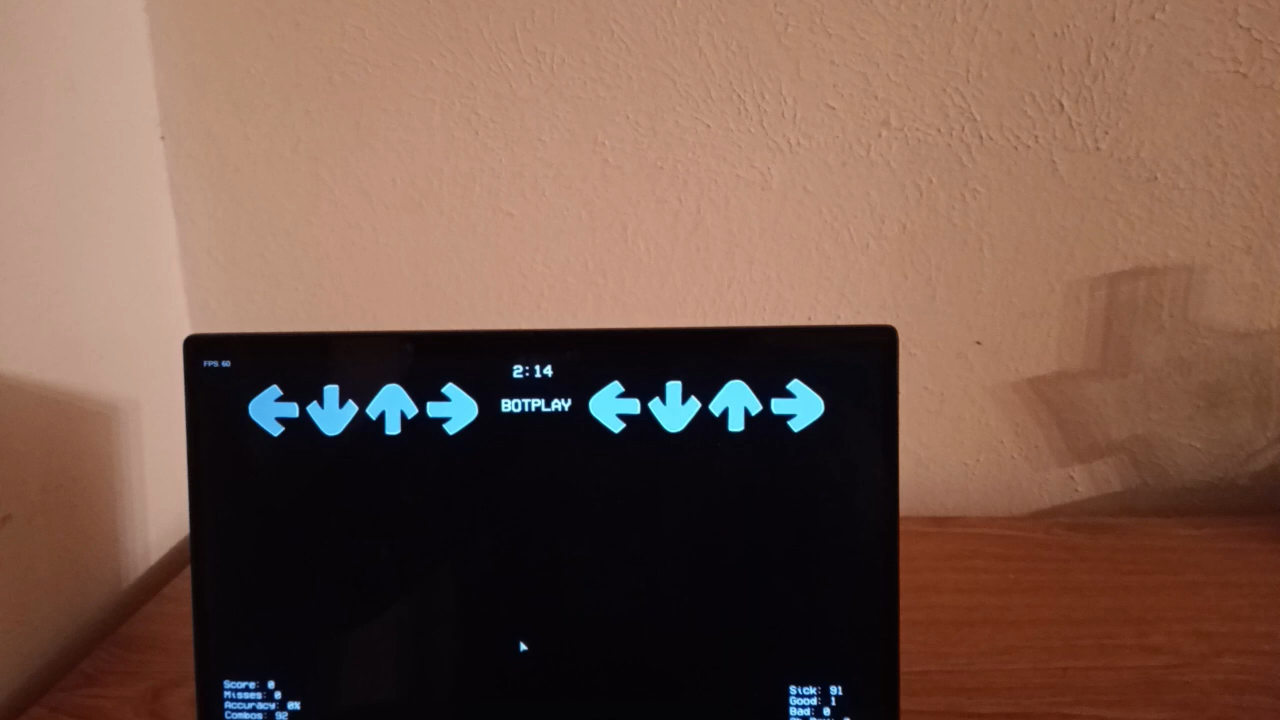 FPS: 60
2:14
BOTPLAY
Score: 0
Misses: 0
Accuracy: 0%
Combos: 92
Sick: 91
Good: 1
Bad: 0